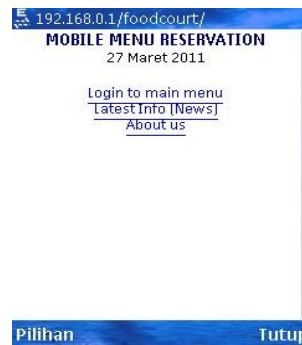 192.168.0.1/foodcourt/
MOBILE MENU RESERVATION
27 Maret 2011
Login to main menu
Latest Info [News]
About us
Pilihan Tutup